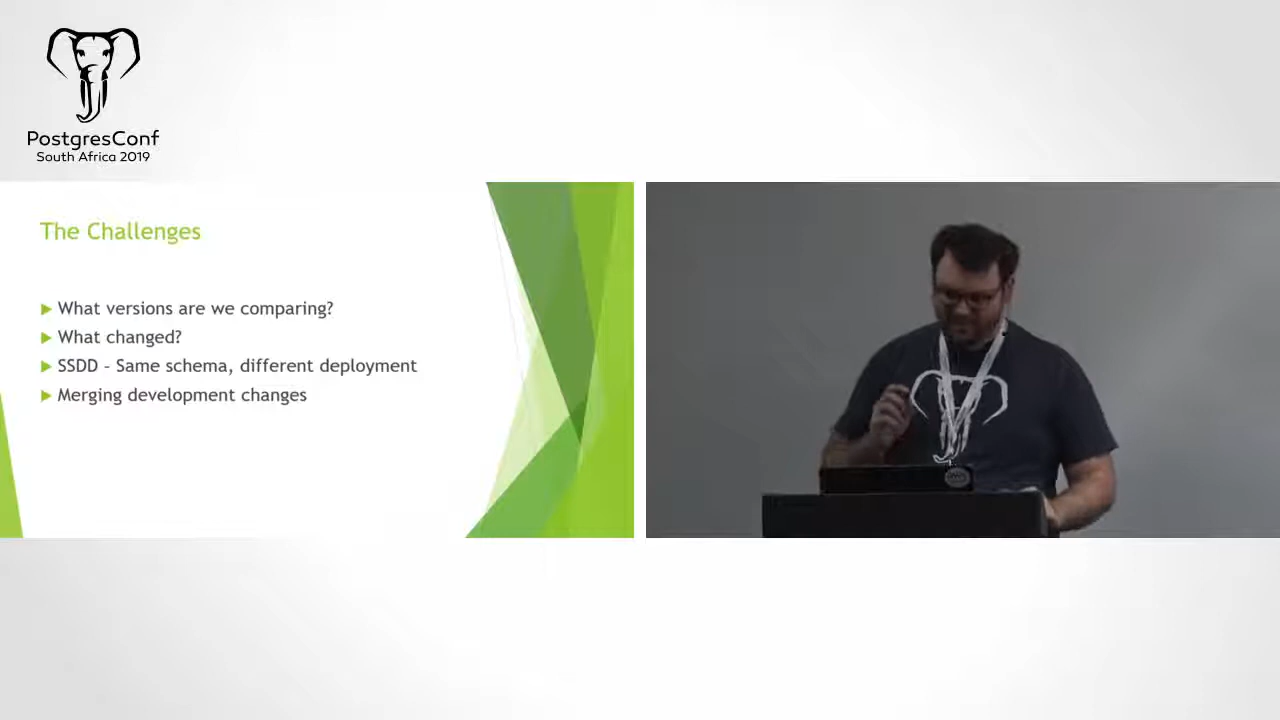 PostgresConf
South Africa 2019
The Challenges
What versions are we comparing?
What changed?
SSDD - Same schema, different deployment
Merging development changes